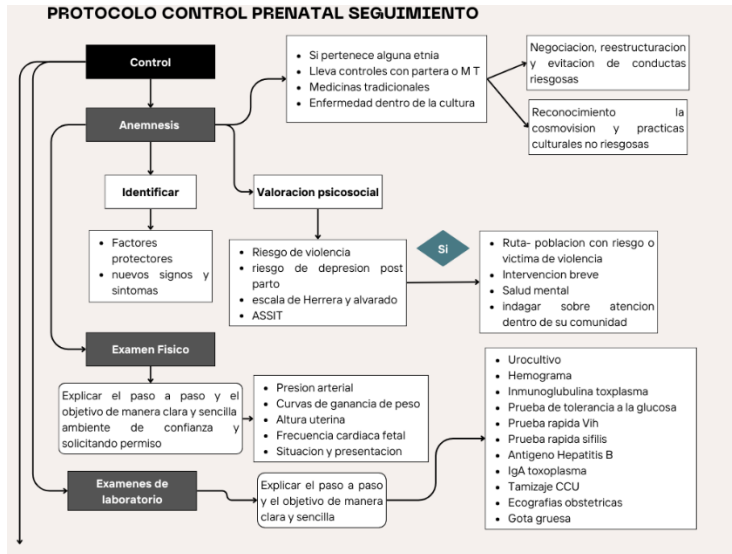 PROTOCOLO CONTROL PRENATAL SEGUIMIENTO
Control
Anemnesis
• Si pertenece alguna etnia
• Lleva controles con partera o M T
• Medicinas tradicionales
• Enfermedad dentro de la cultura
Negociacion, reestructuracion
y evitacion de conductas
riesgosas
Reconocimiento la
cosmovision y practicas
culturales no riesgosas
Identificar
Valoracion psicosocial
• Factores
protectores
• nuevos signos y
sintomas
• Riesgo de violencia
• riesgo de depresion post
parto
• escala de Herrera y alvarado
• ASSIT
Si
• Ruta- poblacion con riesgo o
victima de violencia
• Intervencion breve
• Salud mental
• indagar sobre atencion
dentro de su comunidad
Examen Fisico
Explicar el paso a paso y el
objetivo de manera clara y sencilla
ambiente de confianza y
solicitando permiso
• Presion arterial
• Curvas de ganancia de peso
• Altura uterina
• Frecuencia cardiaca fetal
• Situacion y presentacion
Examenes de
laboratorio
Explicar el paso a paso
y el objetivo de manera
clara y sencilla
• Urocultivo
• Hemograma
• Inmunoglubulina toxplasma
• Prueba de tolerancia a la glucosa
• Prueba rapida Vih
• Prueba rapida sifilis
• Antigeno Hepatitis B
• IgA toxoplasma
• Tamizaje CCU
• Ecografias obstetricas
• Gota gruesa